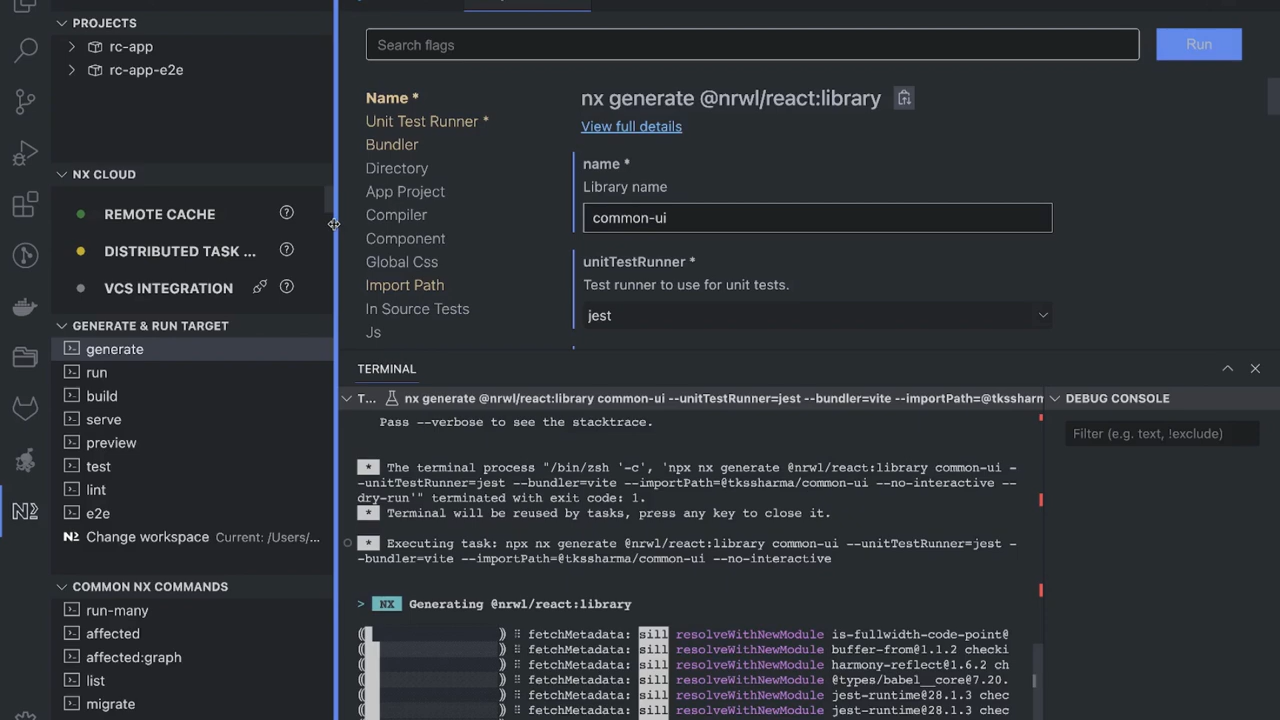 PROJECTS
rc-app
rc-app-e2e
NX CLOUD
REMOTE CACHE
DISTRIBUTED TASK ...
VCS INTEGRATION
GENERATE & RUN TARGET
generate
run
build
serve
preview
test
lint
e2e
Change workspace Current: /Users/...
COMMON NX COMMANDS
run-many
affected
affected:graph
list
migrate
Search flags
Run
Name *
Unit Test Runner *
Bundler
Directory
App Project
Compiler
Component
Global Css
Import Path
In Source Tests
Js
nx generate @nrwl/react:library
View full details
name *
Library name
common-ui
unitTestRunner *
Test runner to use for unit tests.
jest
TERMINAL
T... nx generate @nrwl/react:library common-ui --unitTestRunner=jest --bundler=vite --importPath=@tkssharm
Pass --verbose to see the stacktrace.
* The terminal process "/bin/zsh '-c', 'npx nx generate @nrwl/react:library common-ui -
-unitTestRunner=jest --bundler=vite --importPath=@tkssharma/common-ui --no-interactive --
dry-run'" terminated with exit code: 1.
* Terminal will be reused by tasks, press any key to close it.
* Executing task: npx nx generate @nrwl/react:library common-ui --unitTestRunner=jest -
-bundler=vite --importPath=@tkssharma/common-ui --no-interactive
> NX Generating @nrwl/react:library
fetchMetadata: sill resolveWithNewModule is-fullwidth-code-point@
fetchMetadata: sill resolveWithNewModule buffer-from@1.1.2 checki
fetchMetadata: sill resolveWithNewModule harmony-reflect@1.6.2 ch
fetchMetadata: sill resolveWithNewModule @types/babel__core@7.20.
fetchMetadata: sill resolveWithNewModule jest-runtime@28.1.3 chec
fetchMetadata: sill resolveWithNewModule jest-runtime@28.1.3 chec
DEBUG CONSOLE
Filter (e.g. text, !exclude)